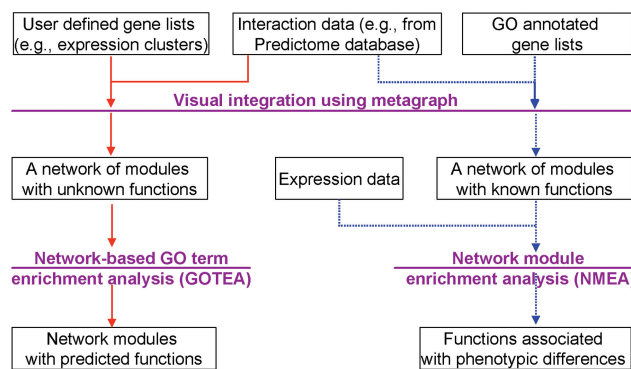 User defined gene lists
(e.g., expression clusters)
Interaction data (e.g., from
Predictome database)
GO annotated
gene lists
Visual integration using metagraph
A network of modules
with unknown functions
Expression data
A network of modules
with known functions
Network-based GO term
enrichment analysis (GOTEA)
Network module
enrichment analysis (NMEA)
Network modules
with predicted functions
Functions associated
with phenotypic differences